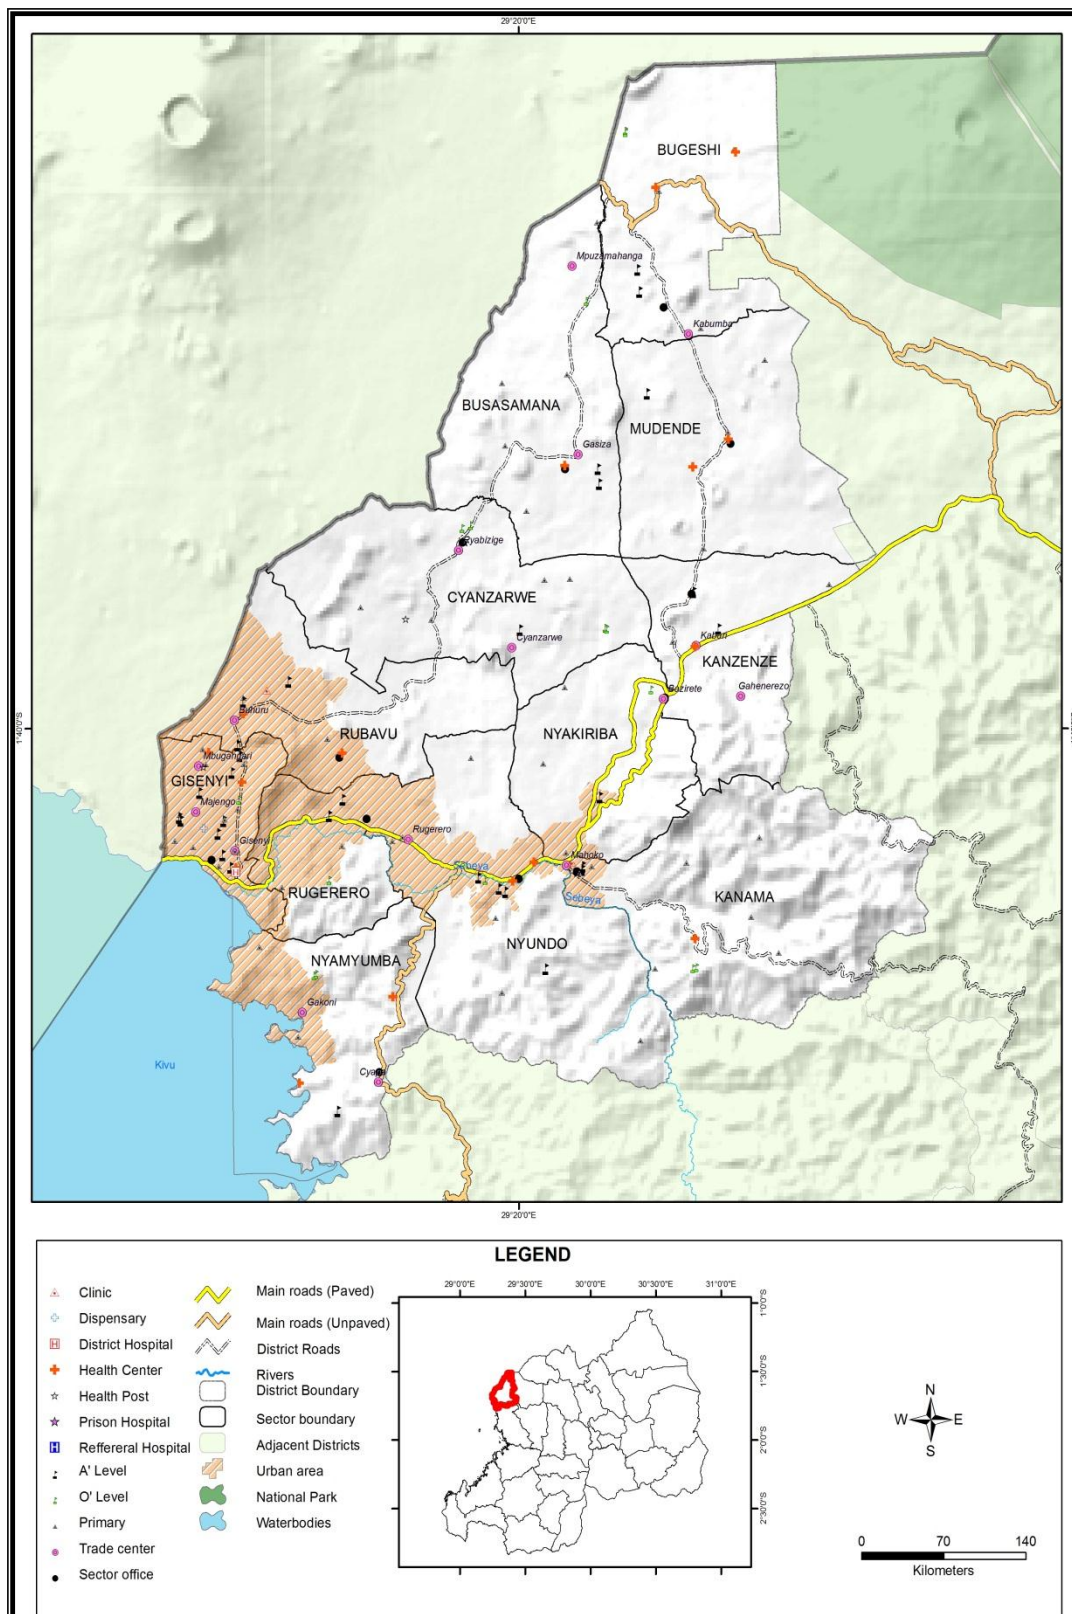 29°20'0"E
BUGESHI
Mpuzamahanga
Kabumba
BUSASAMANA
MUDENDE
Gasiza
Ryabizige
CYANZARWE
Cyanzarwe
Kabari
KANZENZE
Gahenerezo
Bazirete
Buhuru
1°40'0"S
RUBAVU
NYAKIRIBA
Mbugangari
GISENYI
Majengo
Rugerero
Gisenyi
Sebeya
Mahoko
RUGERERO
Sebeya
KANAMA
NYUNDO
NYAMYUMBA
Gakoni
Kivu
29°20'0"E
LEGEND
Clinic
Dispensary
District Hospital
Health Center
Health Post
Prison Hospital
Reffereral Hospital
A' Level
O' Level
Primary
Trade center
Sector office
Main roads (Paved)
Main roads (Unpaved)
District Roads
Rivers
District Boundary
Sector boundary
Adjacent Districts
Urban area
National Park
Waterbodies
29°0'0"E 29°30'0"E 30°0'0"E 30°30'0"E 31°0'0"E
1°0'0"S
1°30'0"S
2°0'0"S
2°30'0"S
N
W E
S
0 70 140
Kilometers